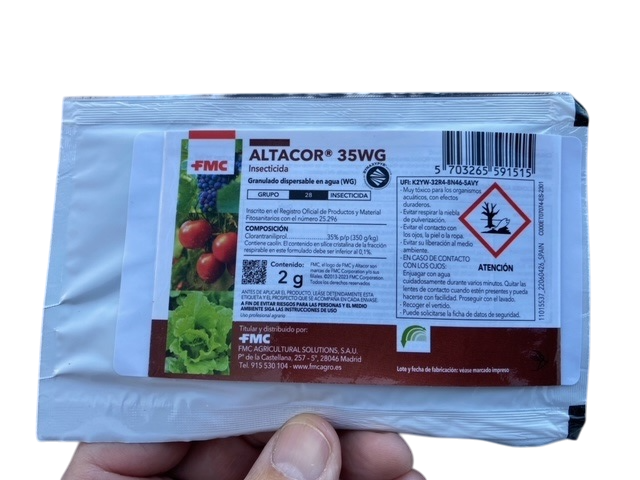 FMC
ALTACOR® 35WG
Insecticida
Granulado dispersable en agua (WG)
GRUPO 28 INSECTICIDA
Inscrito en el Registro Oficial de Productos y Material
Fitosanitarios con el número 25.296
COMPOSICIÓN
Clorantraniliprol 35% p/p (350 g/kg)
Contiene caolín. El contenido en sílice cristalina de la fracción
respirable en este formulado debe ser inferior al 0,1%.
Contenido:
2 g
FMC, el logo de FMC y Altacor son
marcas de FMC Corporation y/o sus
filiales. ©2013-2023 FMC Corporation.
Todos los derechos reservados
ANTES DE APLICAR EL PRODUCTO, LÉASE DETENIDAMENTE ESTA
ETIQUETA Y EL PROSPECTO QUE SE ACOMPAÑA EN CADA ENVASE.
A FIN DE EVITAR RIESGOS PARA LAS PERSONAS Y EL MEDIO
AMBIENTE SIGA LAS INSTRUCCIONES DE USO
Uso profesional agrario
Titular y distribuido por:
FMC
FMC AGRICULTURAL SOLUTIONS, S.A.U.
Pº de la Castellana, 257 - 5º, 28046 Madrid
Tel. 915 530 104 - www.fmcagro.es
5 703265 591515
UFI: K2YW-32R4-8N46-5AVY
- Muy tóxico para los organismos
acuáticos, con efectos
duraderos.
- Evitar respirar la niebla
de pulverización.
- Evitar el contacto con
los ojos, la piel o la ropa.
- Evitar su liberación al medio
ambiente.
- EN CASO DE CONTACTO
CON LOS OJOS:
Enjuagar con agua
cuidadosamente durante varios minutos. Quitar las
lentes de contacto cuando estén presentes y pueda
hacerse con facilidad. Proseguir con el lavado.
- Recoger el vertido.
- Puede solicitarse la ficha de datos de seguridad.
ATENCIÓN
11015537_22060426_SPAIN
Lote y fecha de fabricación: véase marcado impreso